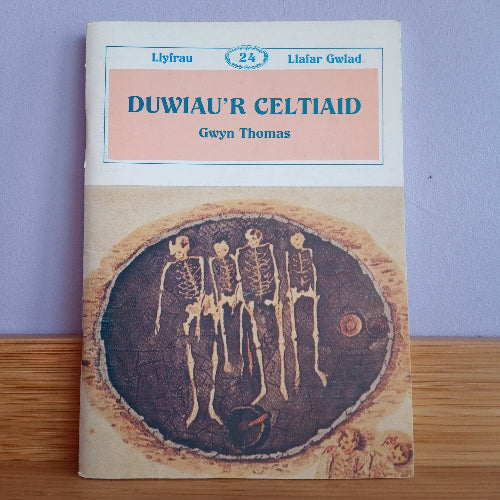 Llyfrau 24 Llafar Gwlad
DUWIAU'R CELTIAID
Gwyn Thomas